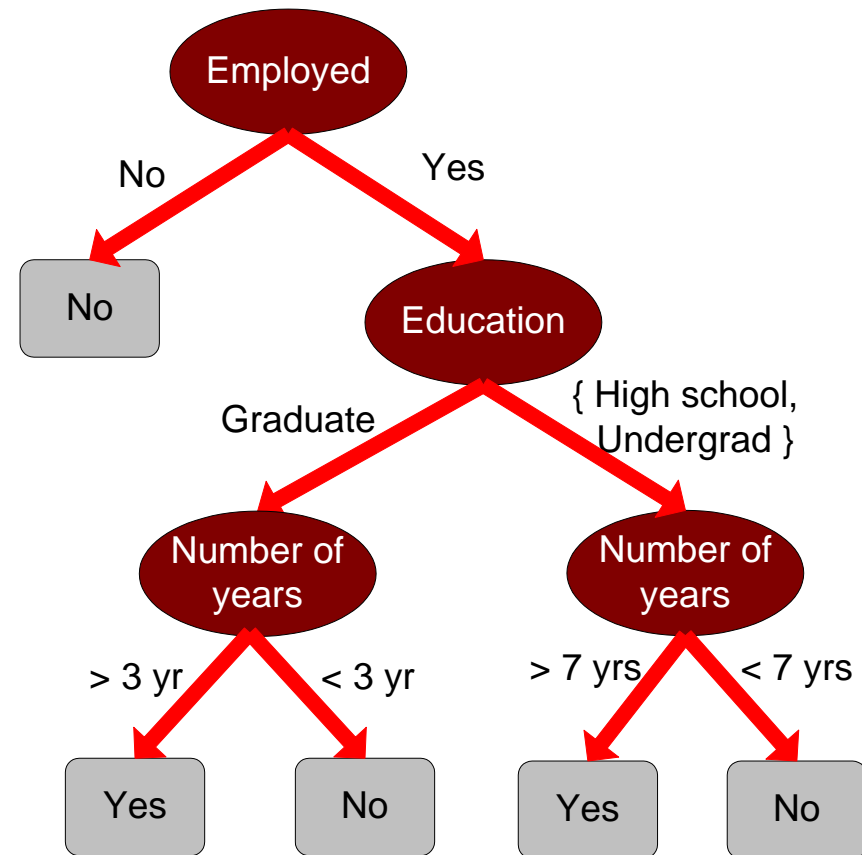 Employed
No
Yes
No
Education
Graduate
{ High school,
Undergrad }
Number of
years
Number of
years
> 3 yr
< 3 yr
> 7 yrs
< 7 yrs
Yes
No
Yes
No